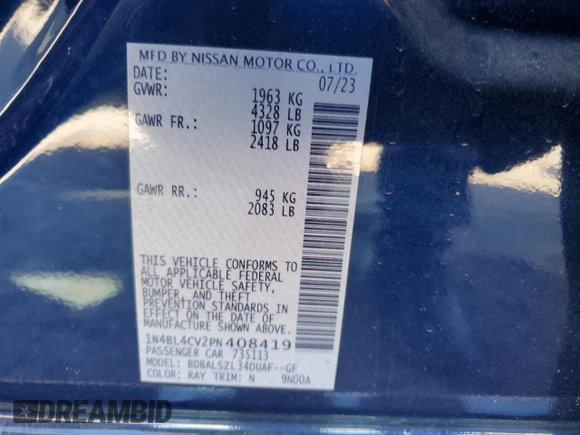 MFD BY NISSAN MOTOR CO., LTD.
DATE: 07/23
GVWR: 1963 KG
4328 LB
GAWR FR.: 1097 KG
2418 LB
GAWR RR.: 945 KG
2083 LB
THIS VEHICLE CONFORMS TO
ALL APPLICABLE FEDERAL
MOTOR VEHICLE SAFETY,
BUMPER, AND THEFT
PREVENTION STANDARDS IN
EFFECT ON THE DATE OF
MANUFACTURE SHOWN ABOVE.
1N4BL4CV2PN408419
PASSENGER CAR 735113
MODEL: BDBALSZL34DUAF--GF
COLOR: RAY TRIM: N 9N00A
DREAMBID